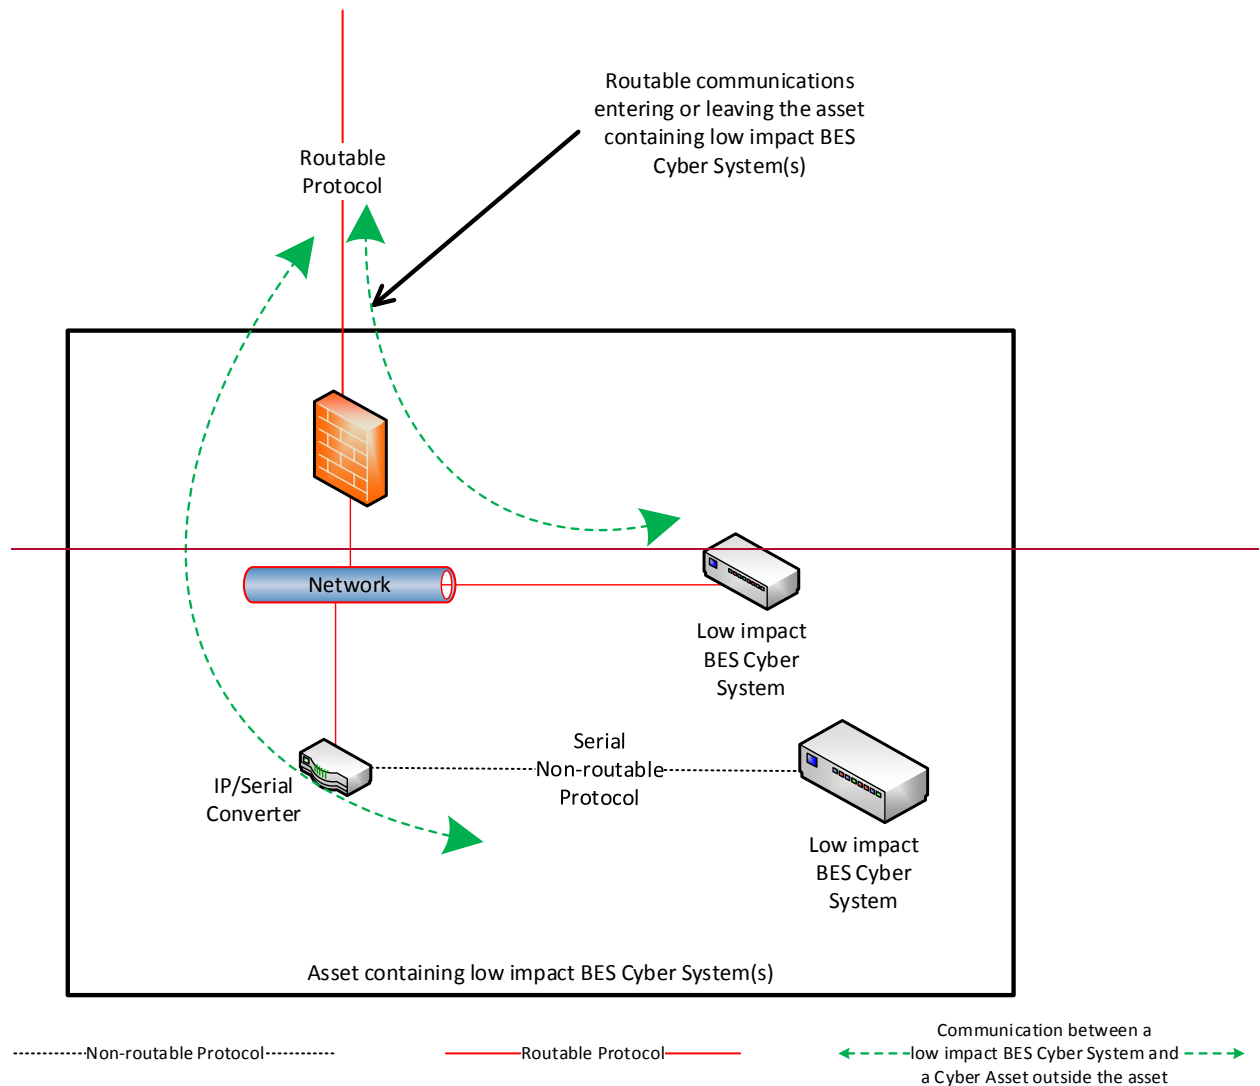 Routable communications
entering or leaving the asset
containing low impact BES
Cyber System(s)
Routable
Protocol
Network
Low impact
BES Cyber
System
Serial
Non-routable
Protocol
IP/Serial
Converter
Low impact
BES Cyber
System
Asset containing low impact BES Cyber System(s)
Non-routable Protocol
Routable Protocol
Communication between a
low impact BES Cyber System and
a Cyber Asset outside the asset